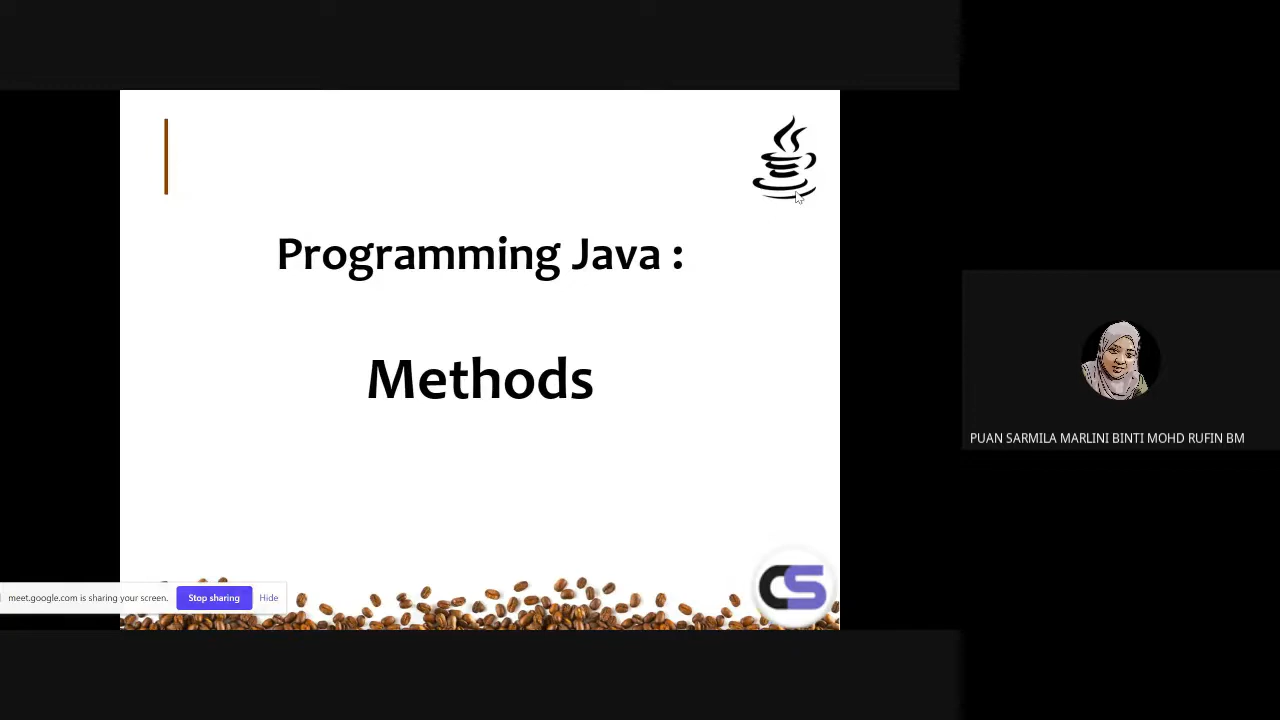 Programming Java :
Methods
PUAN SARMILA MARLINI BINTI MOHD RUFIN BM
CS
meet.google.com is sharing your screen. Stop sharing Hide